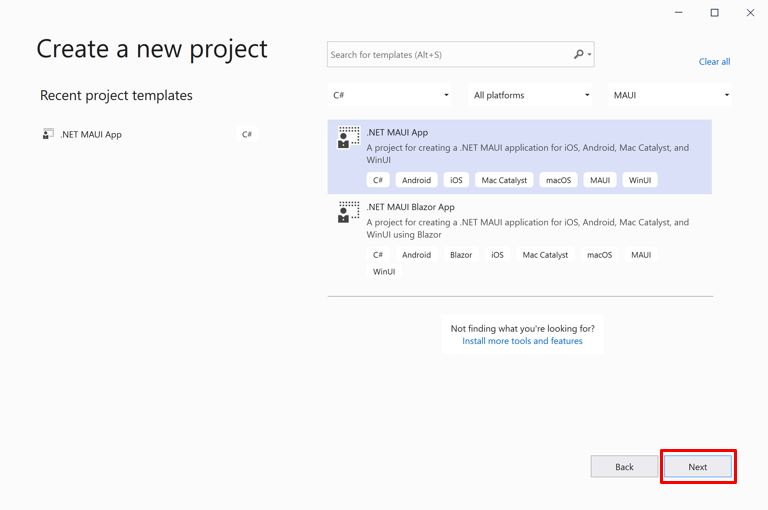 Create a new project
Recent project templates
.NET MAUI App
C#
Search for templates (Alt+S)
Clear all
C#
All platforms
MAUI
.NET MAUI App
A project for creating a .NET MAUI application for iOS, Android, Mac Catalyst, and
WinUI
C# Android iOS Mac Catalyst macOS MAUI WinUI
.NET MAUI Blazor App
A project for creating a .NET MAUI application for iOS, Android, Mac Catalyst, and
WinUI using Blazor
C# Android Blazor iOS Mac Catalyst macOS MAUI
WinUI
Not finding what you're looking for?
Install more tools and features
Back
Next